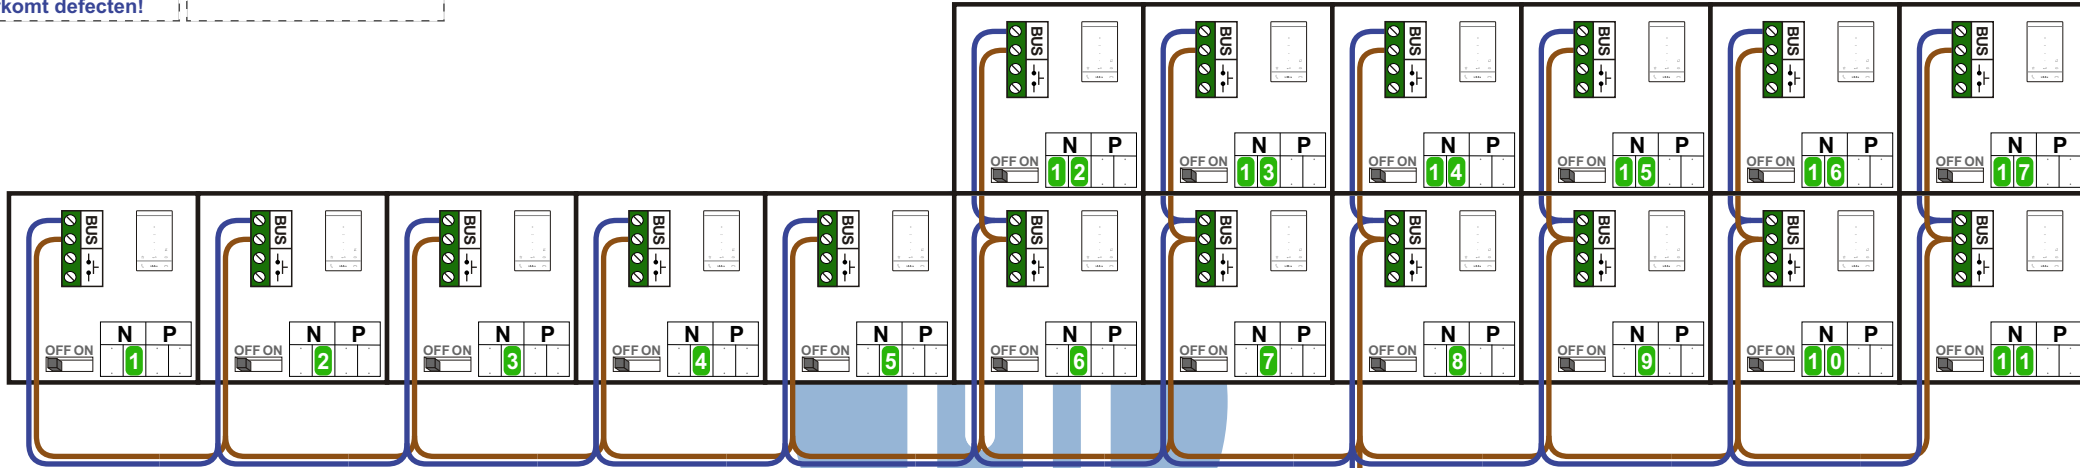 komt defecten!
BUS BUS BUS BUS BUS BUS
N P N P N P N P N P N P
OFF ON 12 OFF ON 13 OFF ON 14 OFF ON 15 OFF ON 16 OFF ON 17
BUS BUS BUS BUS BUS BUS BUS BUS BUS BUS BUS
N P N P N P N P N P N P N P N P N P N P N P
OFF ON 1 OFF ON 2 OFF ON 3 OFF ON 4 OFF ON 5 OFF ON 6 OFF ON 7 OFF ON 8 OFF ON 9 OFF ON 10 OFF ON 11